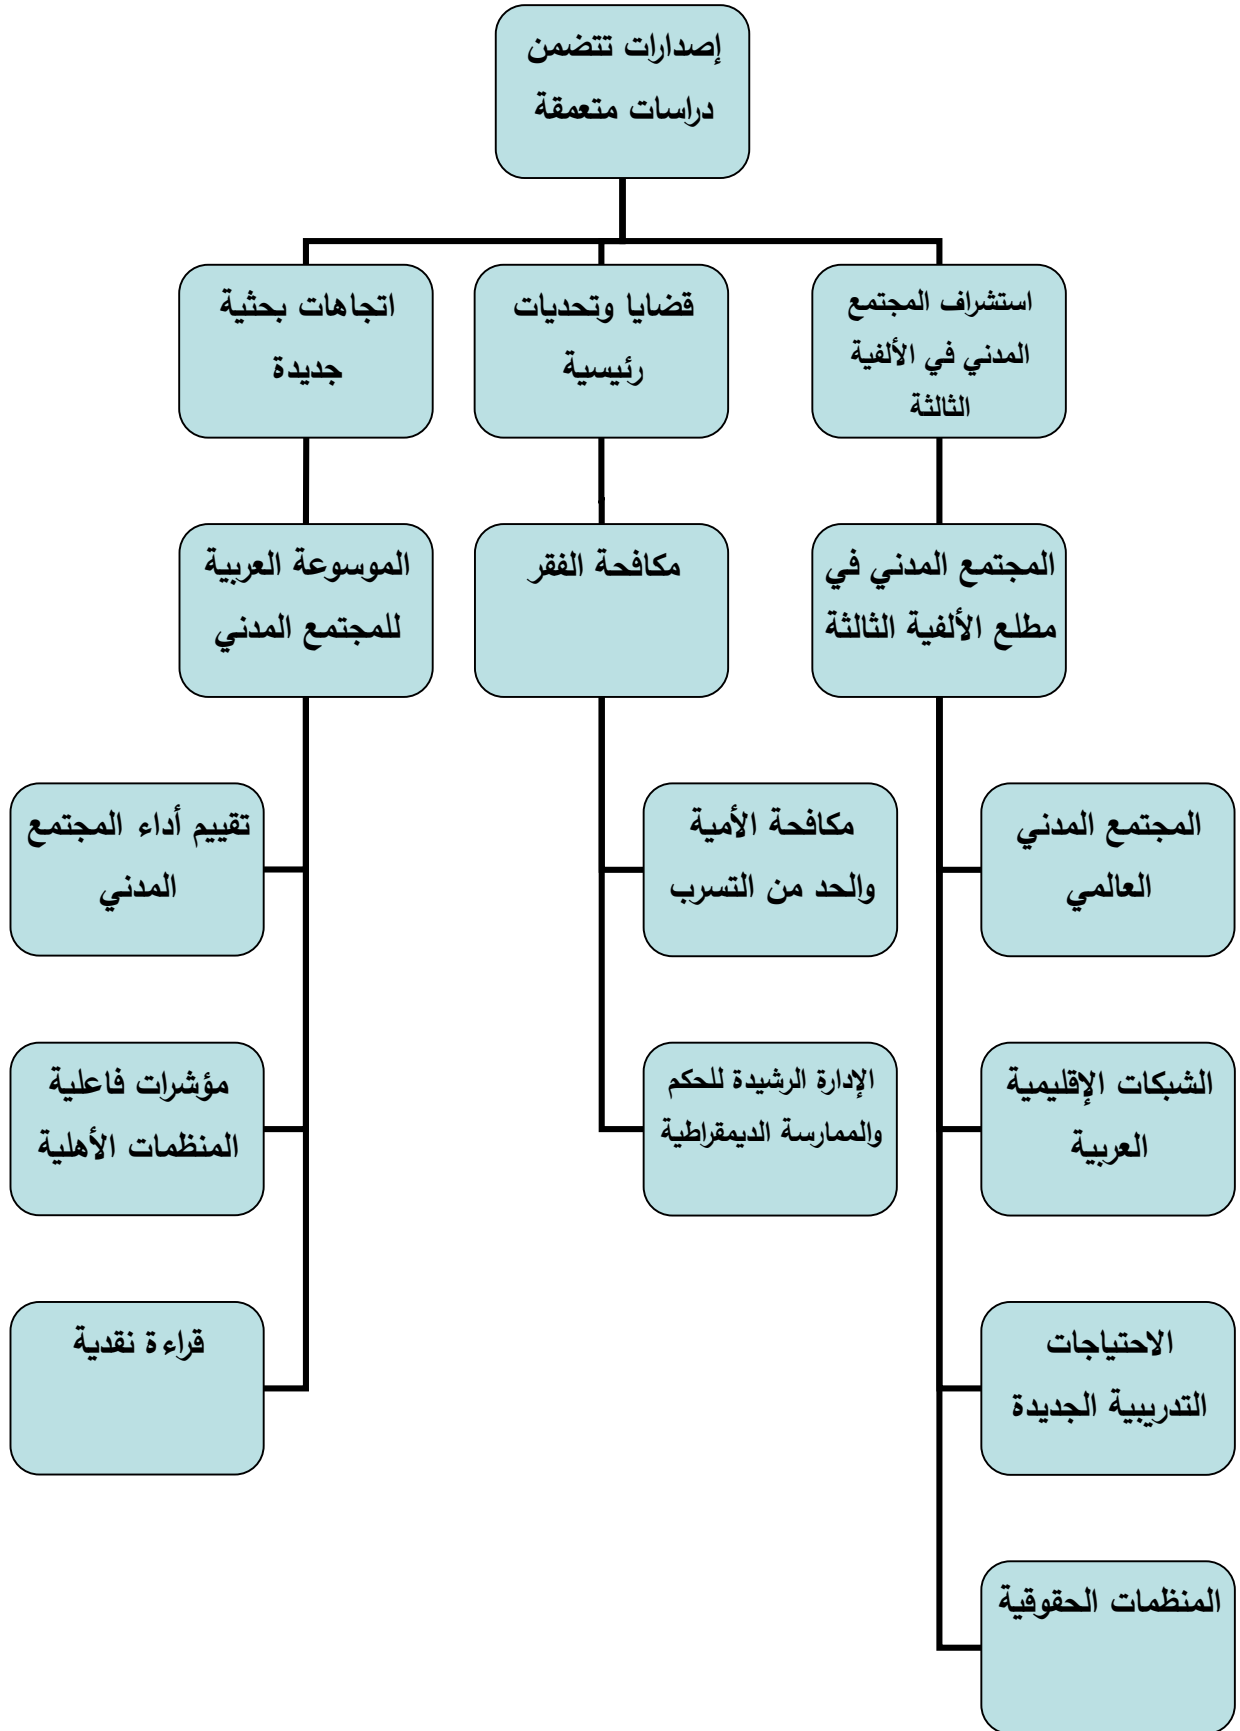 إصدارات تتضمن
دراسات متعمقة
استشراف المجتمع
المدني في الألفية
الثالثة
قضايا وتحديات
رئيسية
اتجاهات بحثية
جديدة
المجتمع المدني في
مطلع الألفية الثالثة
مكافحة الفقر
الموسوعة العربية
للمجتمع المدني
المجتمع المدني
العالمي
مكافحة الأمية
والحد من التسرب
تقييم أداء المجتمع
المدني
الشبكات الإقليمية
العربية
الإدارة الرشيدة للحكم
والممارسة الديمقراطية
مؤشرات فاعلية
المنظمات الأهلية
الاحتياجات
التدريبية الجديدة
قراءة نقدية
المنظمات الحقوقية